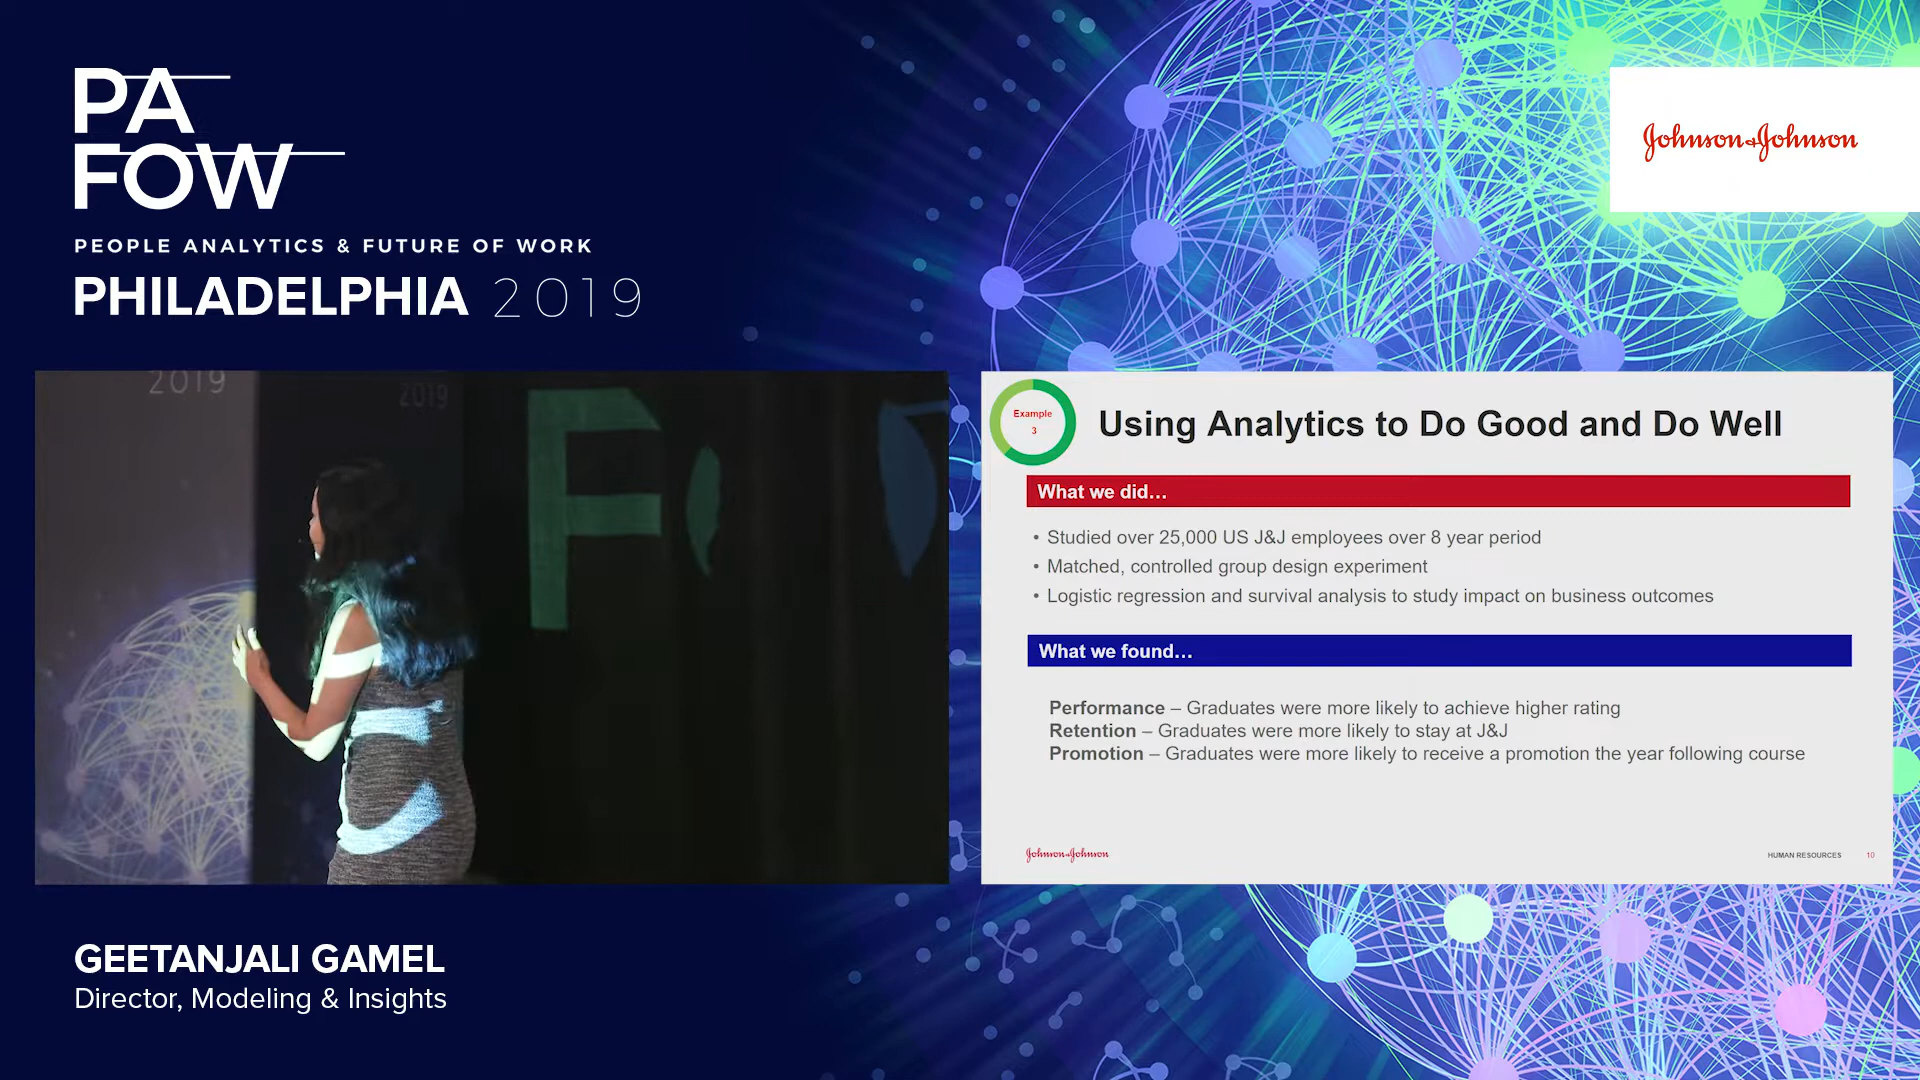 PA
FOW
PEOPLE ANALYTICS & FUTURE OF WORK
PHILADELPHIA 2019
Johnson & Johnson
2019
2019
F
Example
3
Using Analytics to Do Good and Do Well
What we did...
• Studied over 25,000 US J&J employees over 8 year period
• Matched, controlled group design experiment
• Logistic regression and survival analysis to study impact on business outcomes
What we found...
Performance – Graduates were more likely to achieve higher rating
Retention – Graduates were more likely to stay at J&J
Promotion – Graduates were more likely to receive a promotion the year following course
Johnson & Johnson
HUMAN RESOURCES 10
GEETANJALI GAMEL
Director, Modeling & Insights